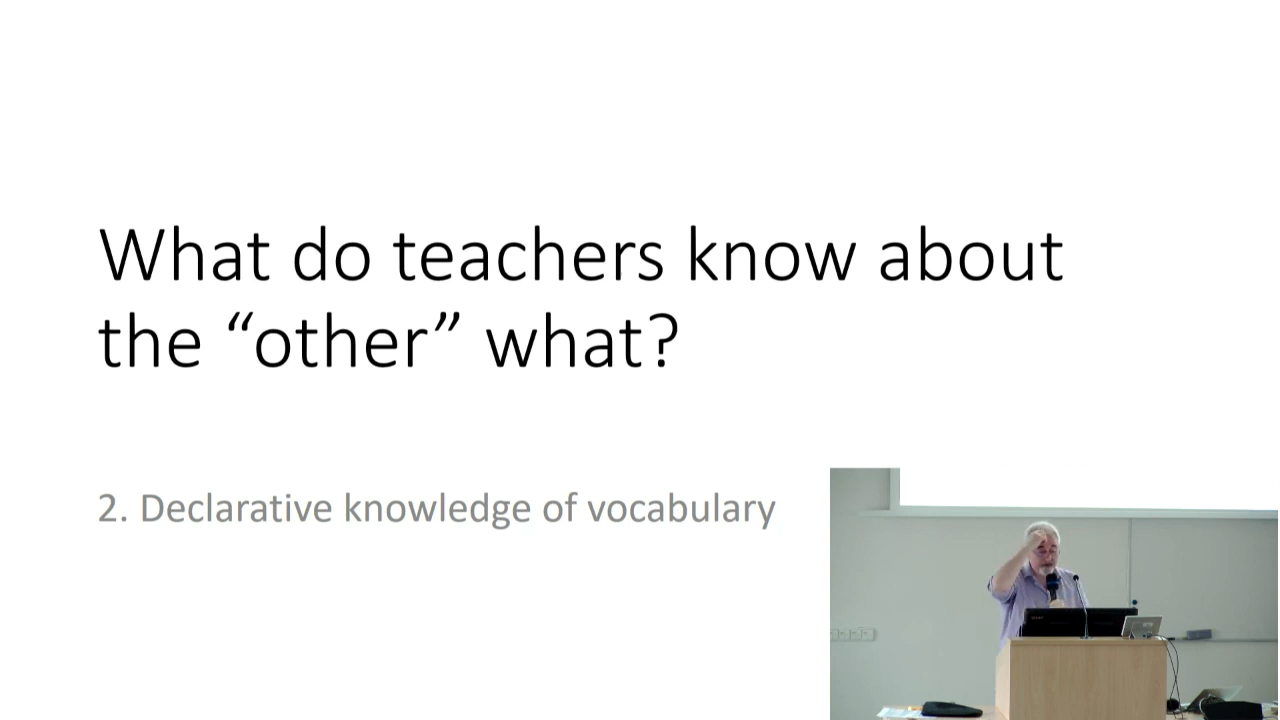 What do teachers know about
the “other” what?
2. Declarative knowledge of vocabulary